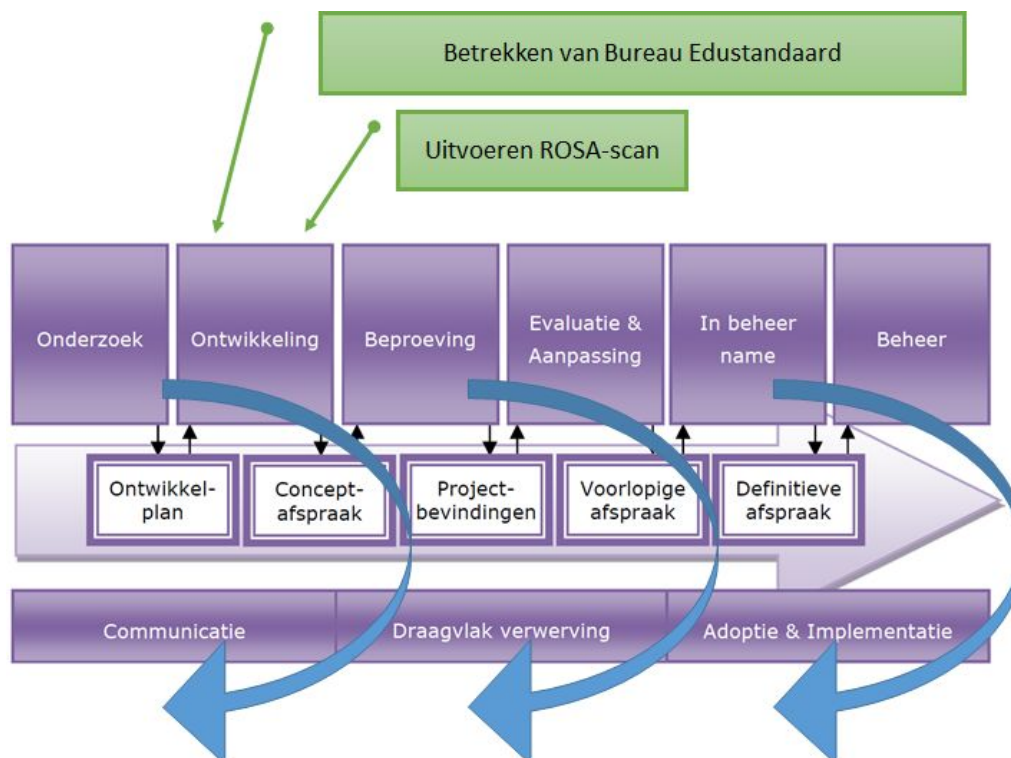 Betrekken van Bureau Edustandaard
Uitvoeren ROSA-scan
Onderzoek
Ontwikkeling
Beproeving
Evaluatie &
Aanpassing
In beheer
name
Beheer
Ontwikkel-
plan
Concept-
afspraak
Project-
bevindingen
Voorlopige
afspraak
Definitieve
afspraak
Communicatie
Draagvlak verwerving
Adoptie & Implementatie